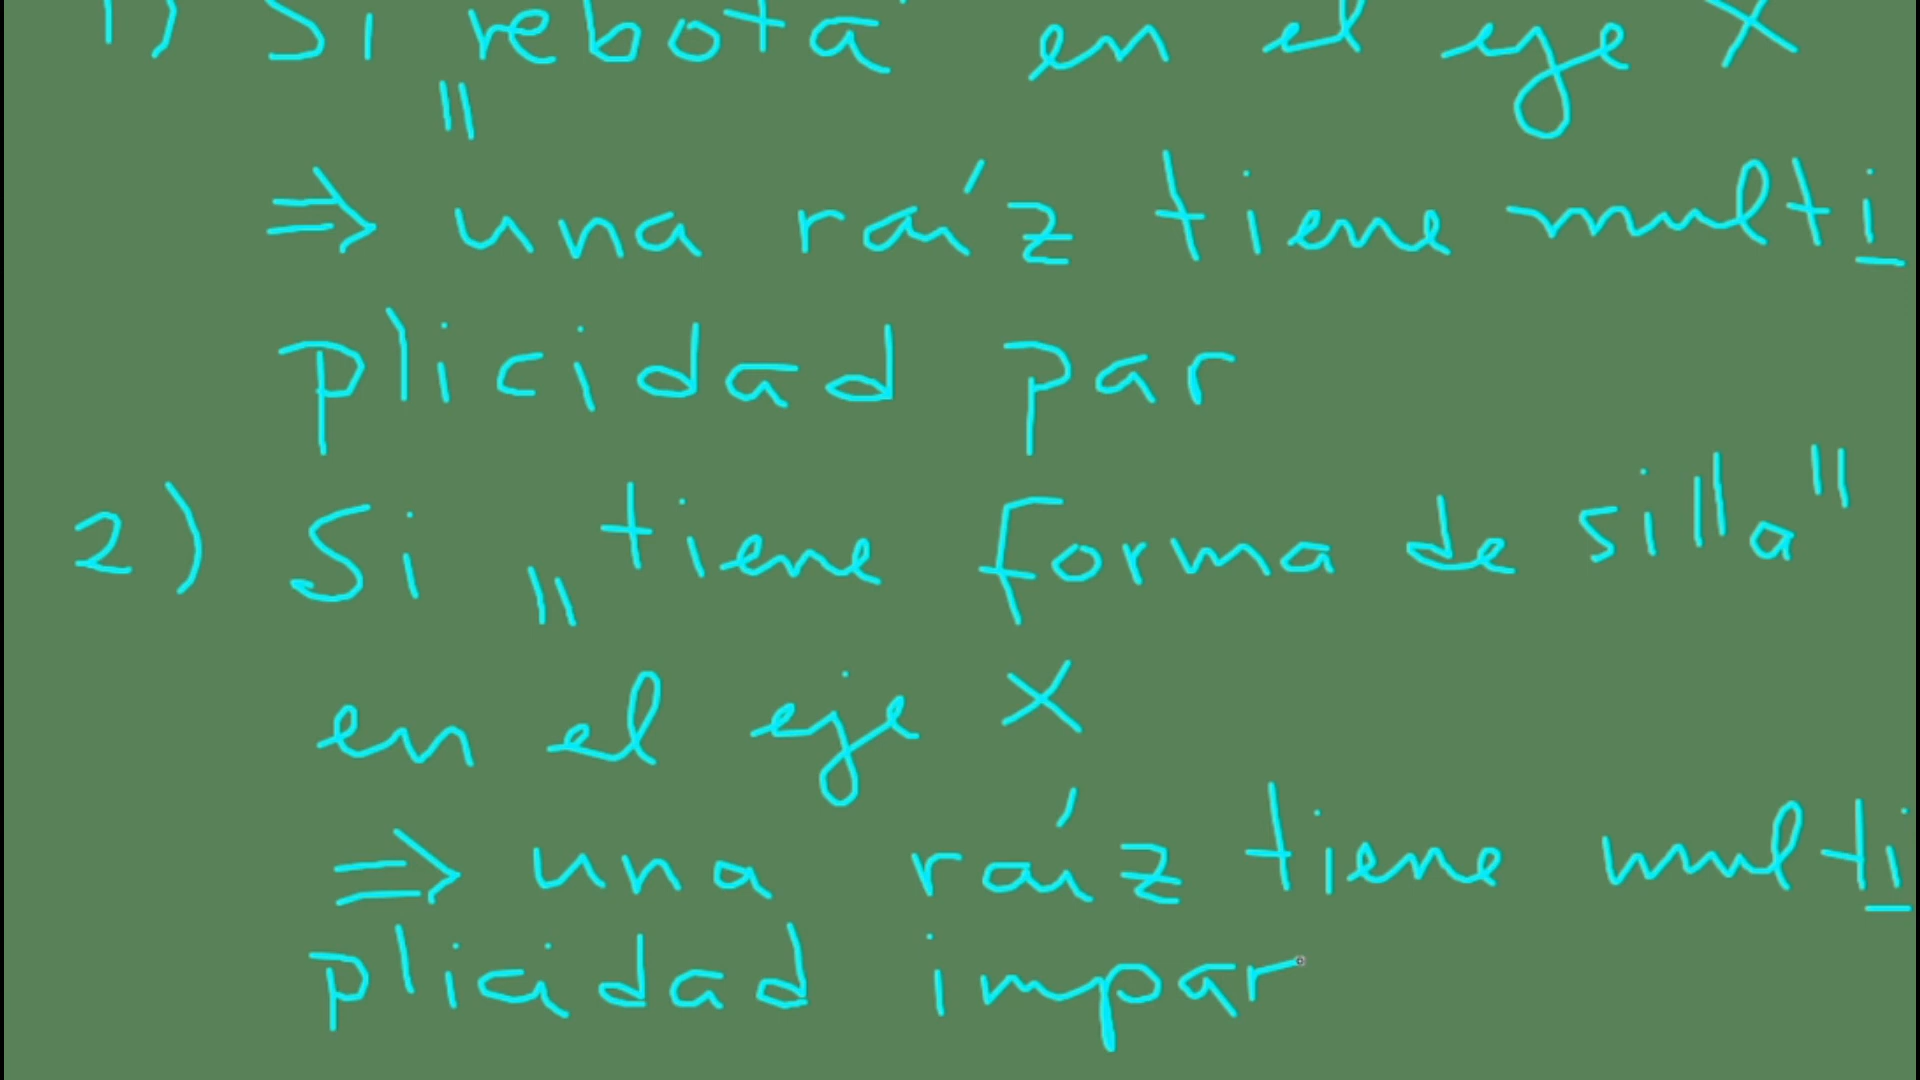 1) Si „rebota" en el eje X
⇒ una raíz tiene multi
plicidad par
2) Si „tiene forma de silla"
en el eje X
⇒ una raíz tiene multi
plicidad impar